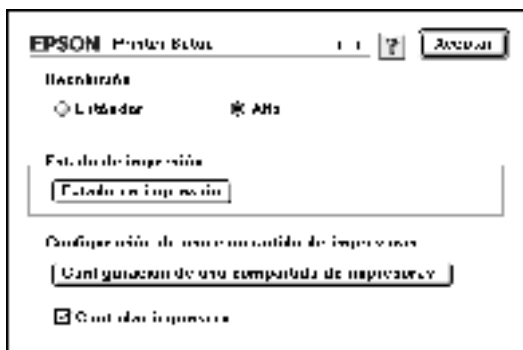 EPSON Printer Setup ? Aceptar
Resolución
Estándar Alta
Estado de impresión
Estado de impresión
Configuración de uso compartido de impresoras
Configuración de uso compartido de impresoras
Controlar impresora